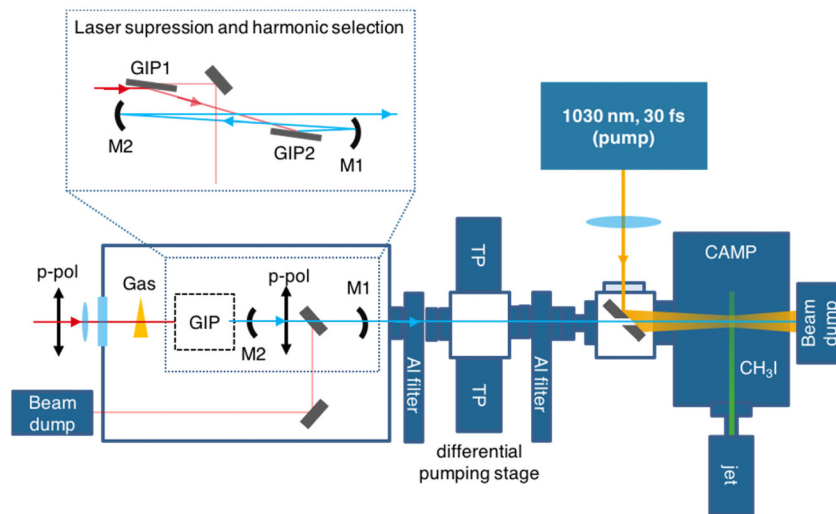 Laser supression and harmonic selection
GIP1
M2
GIP2
M1
1030 nm, 30 fs
(pump)
p-pol
Gas
GIP
M2
p-pol
M1
Beam
dump
Al filter
TP
TP
differential
pumping stage
Al filter
CAMP
CH₃I
jet
Beam
dump